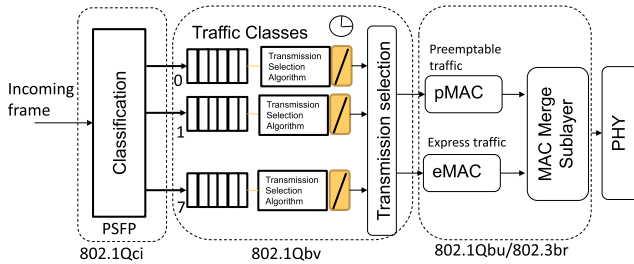 Traffic Classes
Incoming
frame
Classification
PSFP
802.1Qci
0
Transmission
Selection
Algorithm
1
Transmission
Selection
Algorithm
7
Transmission
Selection
Algorithm
802.1Qbv
Transmission selection
Preemptable
traffic
pMAC
Express traffic
eMAC
MAC Merge
Sublayer
802.1Qbu/802.3br
PHY